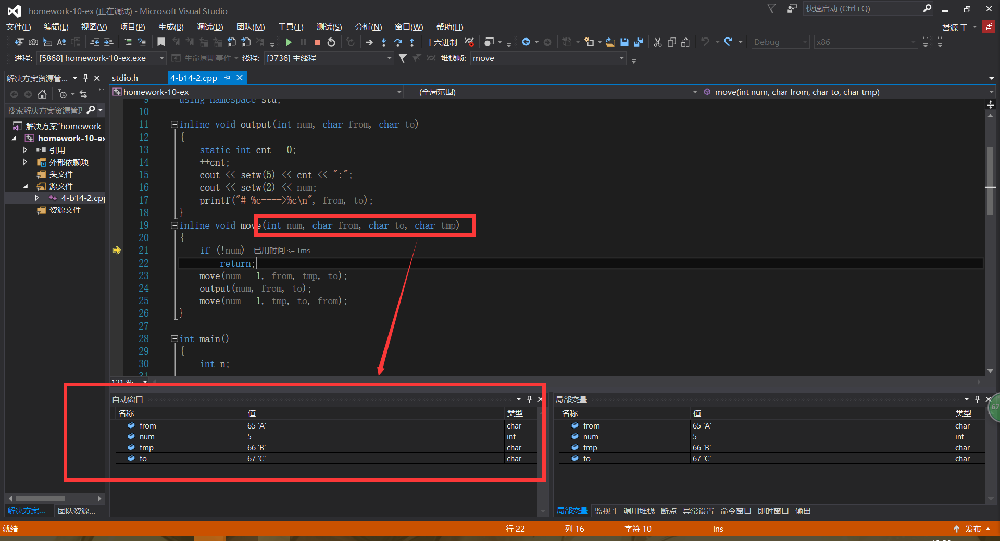 homework-10-ex (正在调试) - Microsoft Visual Studio
快速启动 (Ctrl+Q)
文件(F) 编辑(E) 视图(V) 项目(P) 生成(B) 调试(D) 团队(M) 工具(T) 测试(S) 分析(N) 窗口(W) 帮助(H)
哲源 王 哲
十六进制 Debug x86
进程: [5868] homework-10-ex.exe 生命周期事件 线程: [3736] 主线程 堆栈帧: move
解决方案资源管...
stdio.h 4-b14-2.cpp
homework-10-ex (全局范围) move(int num, char from, char to, char tmp)
搜索解决方案资源管理
解决方案"homework-
homework-10-ex
引用
外部依赖项
头文件
源文件
4-b14-2.cpp
资源文件
9 using namespace std;
10
11 inline void output(int num, char from, char to)
12 {
13 static int cnt = 0;
14 ++cnt;
15 cout << setw(5) << cnt << ":";
16 cout << setw(2) << num;
17 printf("# %c---->%c\n", from, to);
18 }
19 inline void move(int num, char from, char to, char tmp)
20 {
21 if (!num) 已用时间 <= 1ms
22 return;
23 move(num - 1, from, tmp, to);
24 output(num, from, to);
25 move(num - 1, tmp, to, from);
26 }
27
28 int main()
29 {
30 int n;
31
121 %
自动窗口
名称 值 类型
from 65 'A' char
num 5 int
tmp 66 'B' char
to 67 'C' char
局部变量
名称 值 类型
from 65 'A' char
num 5 int
tmp 66 'B' char
to 67 'C' char
67
解决方案... 团队资源...
局部变量 监视 1 调用堆栈 断点 异常设置 命令窗口 即时窗口 输出
就绪 行 22 列 16 字符 10 Ins 发布